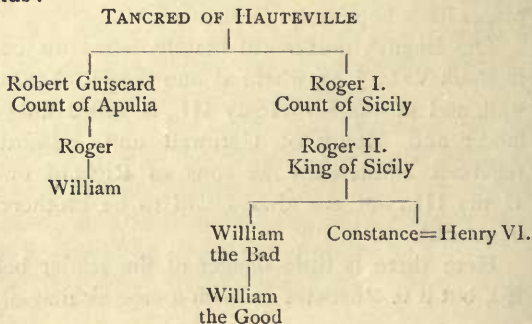 TANCRED OF HAUTEVILLE
Robert Guiscard Roger I.
Count of Apulia Count of Sicily
Roger Roger II.
King of Sicily
William
William Constance=Henry VI.
the Bad
William
the Good